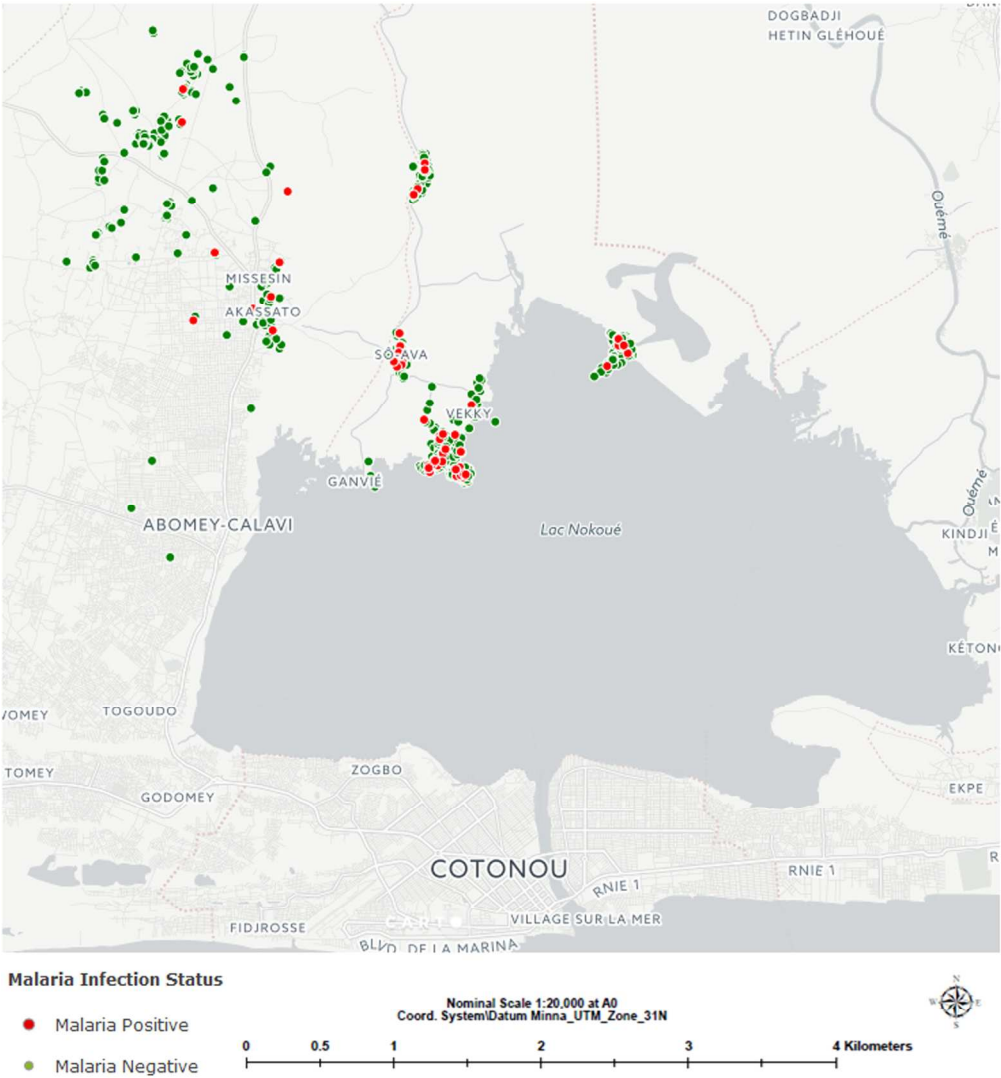 DOGBADJI
HETIN GLÉHOUÉ
Ouémé
MISSESIN
AKASSATO
SÔ-AVA
VEKKY
GANVIÉ
Ouémé
ABOMEY-CALAVI
Lac Nokoué
KINDJI
KÉTON
VOMEY
TOGOUDO
TOMEY
ZOGBO
EKPE
GODOMEY
COTONOU
RNIE 1
RNIE 1
R
CARTO
VILLAGE SUR LA MER
FIDJROSSE
BLVD. DE LA MARINA
Malaria Infection Status
Malaria Positive
Malaria Negative
Nominal Scale 1:20,000 at A0
Coord. System\Datum Minna_UTM_Zone_31N
N
W E
S
0 0.5 1 2 3 4 Kilometers